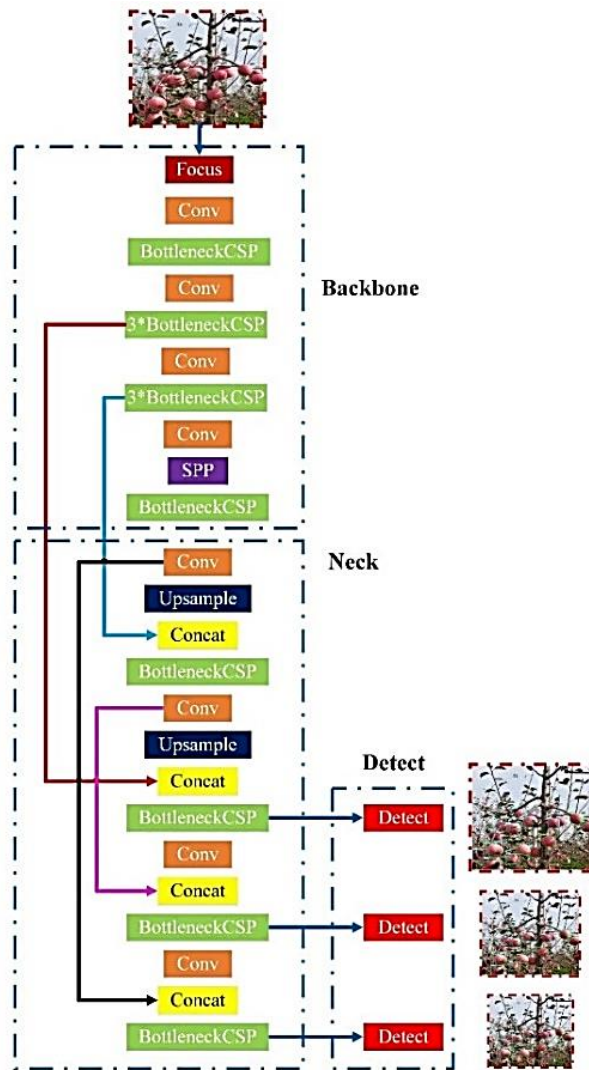 Focus
Conv
BottleneckCSP
Conv
Backbone
3*BottleneckCSP
Conv
3*BottleneckCSP
Conv
SPP
BottleneckCSP
Conv
Neck
Upsample
Concat
BottleneckCSP
Conv
Upsample
Detect
Concat
BottleneckCSP
Detect
Conv
Concat
BottleneckCSP
Detect
Conv
Concat
BottleneckCSP
Detect